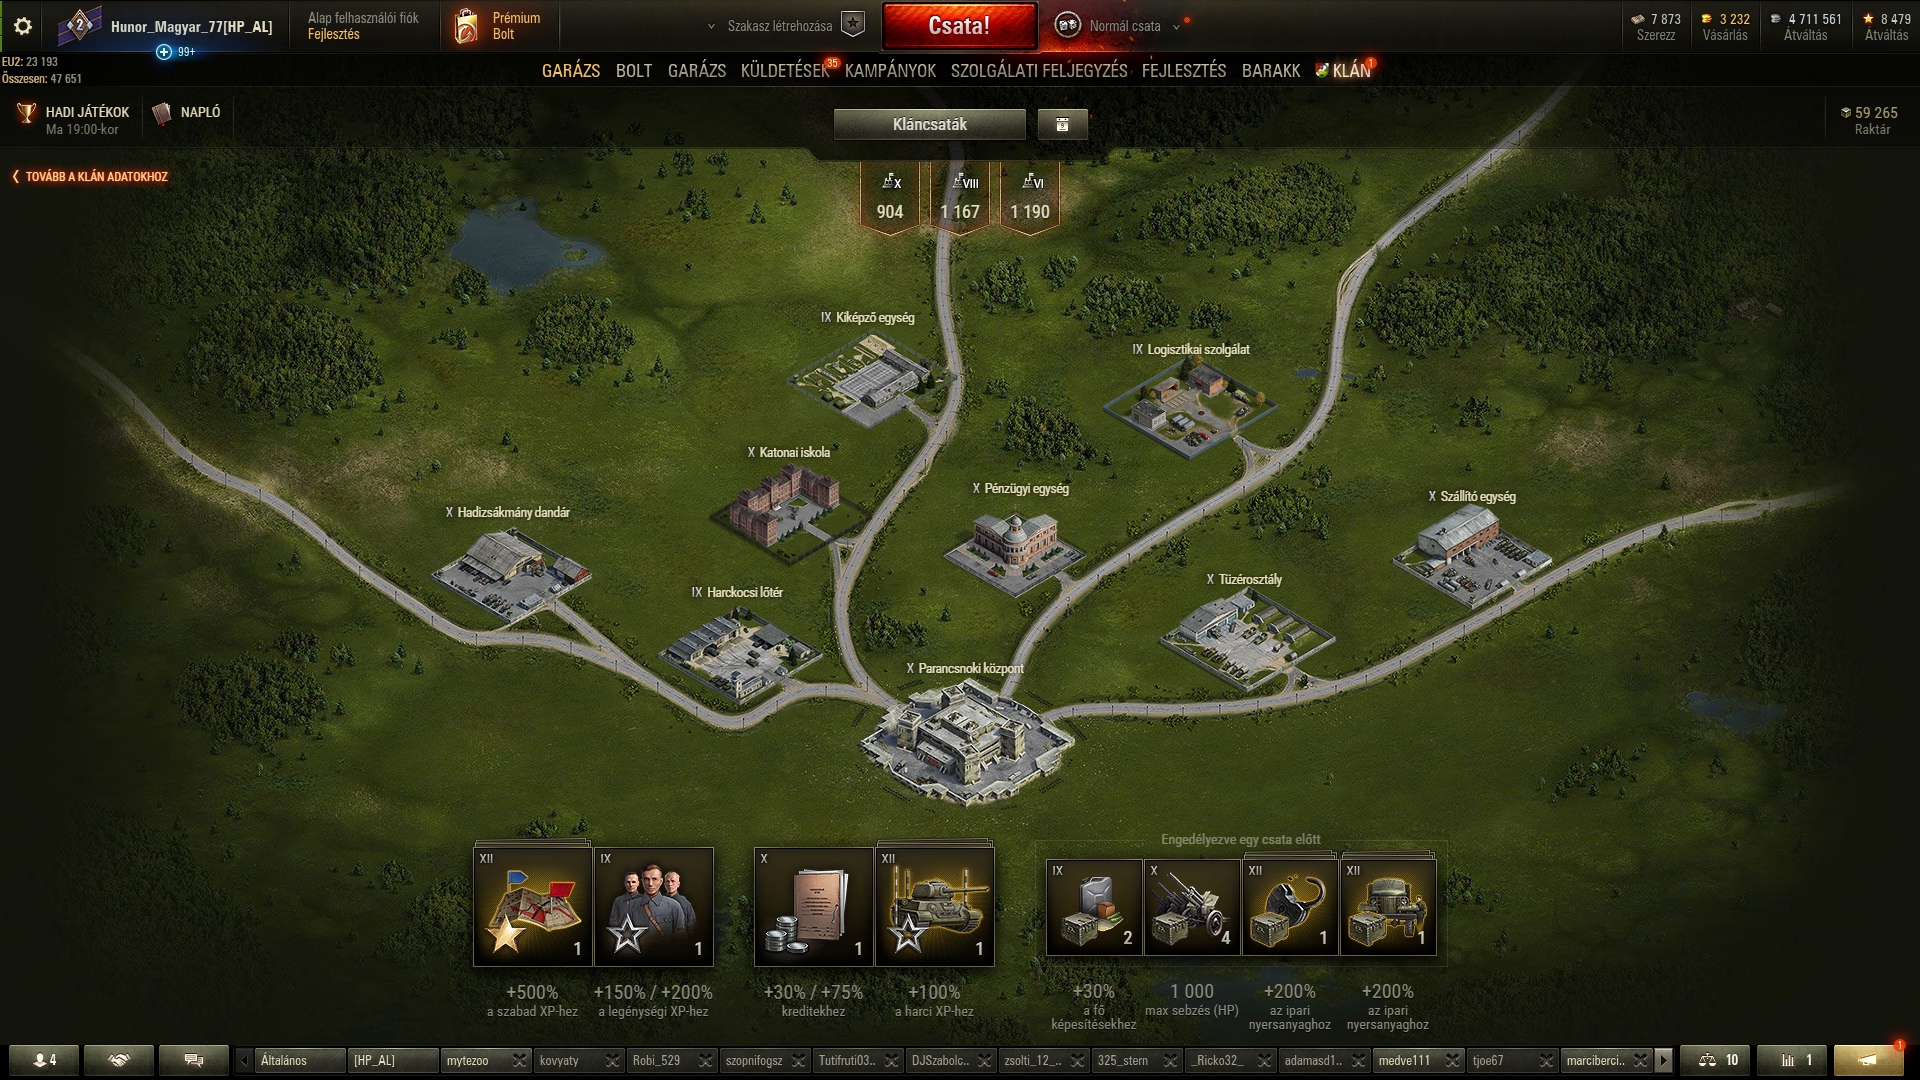 2
Hunor_Magyar_77[HP_AL]
99+
Alap felhasználói fiók
Fejlesztés
Prémium
Bolt
Szakasz létrehozása
Csata!
Normál csata
7 873
Szerezz
3 232
Vásárlás
4 711 561
Átváltás
8 479
Átváltás
EU2: 23 193
Összesen: 47 651
GARÁZS
BOLT
GARÁZS
KÜLDETÉSEK
35
KAMPÁNYOK
SZOLGÁLATI FELJEGYZÉS
FEJLESZTÉS
BARAKK
KLÁN
1
HADI JÁTÉKOK
Ma 19:00-kor
NAPLÓ
Kláncsaták
59 265
Raktár
TOVÁBB A KLÁN ADATOKHOZ
X
904
VIII
1 167
VI
1 190
IX Kiképző egység
IX Logisztikai szolgálat
X Katonai iskola
X Pénzügyi egység
X Szállító egység
X Hadizsákmány dandár
X Tüzérosztály
IX Harckocsi lőtér
X Parancsnoki központ
Engedélyezve egy csata előtt
XII
1
IX
1
X
1
XII
1
IX
2
X
4
XII
1
XII
1
+500%
a szabad XP-hez
+150% / +200%
a legénységi XP-hez
+30% / +75%
kreditekhez
+100%
a harci XP-hez
+30%
a fő
képesítésekhez
1 000
max sebzés (HP)
+200%
az ipari
nyersanyaghoz
+200%
az ipari
nyersanyaghoz
4
Általános
[HP_AL]
mytezoo
kovyaty
Robi_529
szopnifogsz
Tutifruti03..
DJSzabolc..
zsolti_12_..
325_stern
_Ricko32_
adamasd1..
medve111
tjoe67
marciberci..
10
1
1